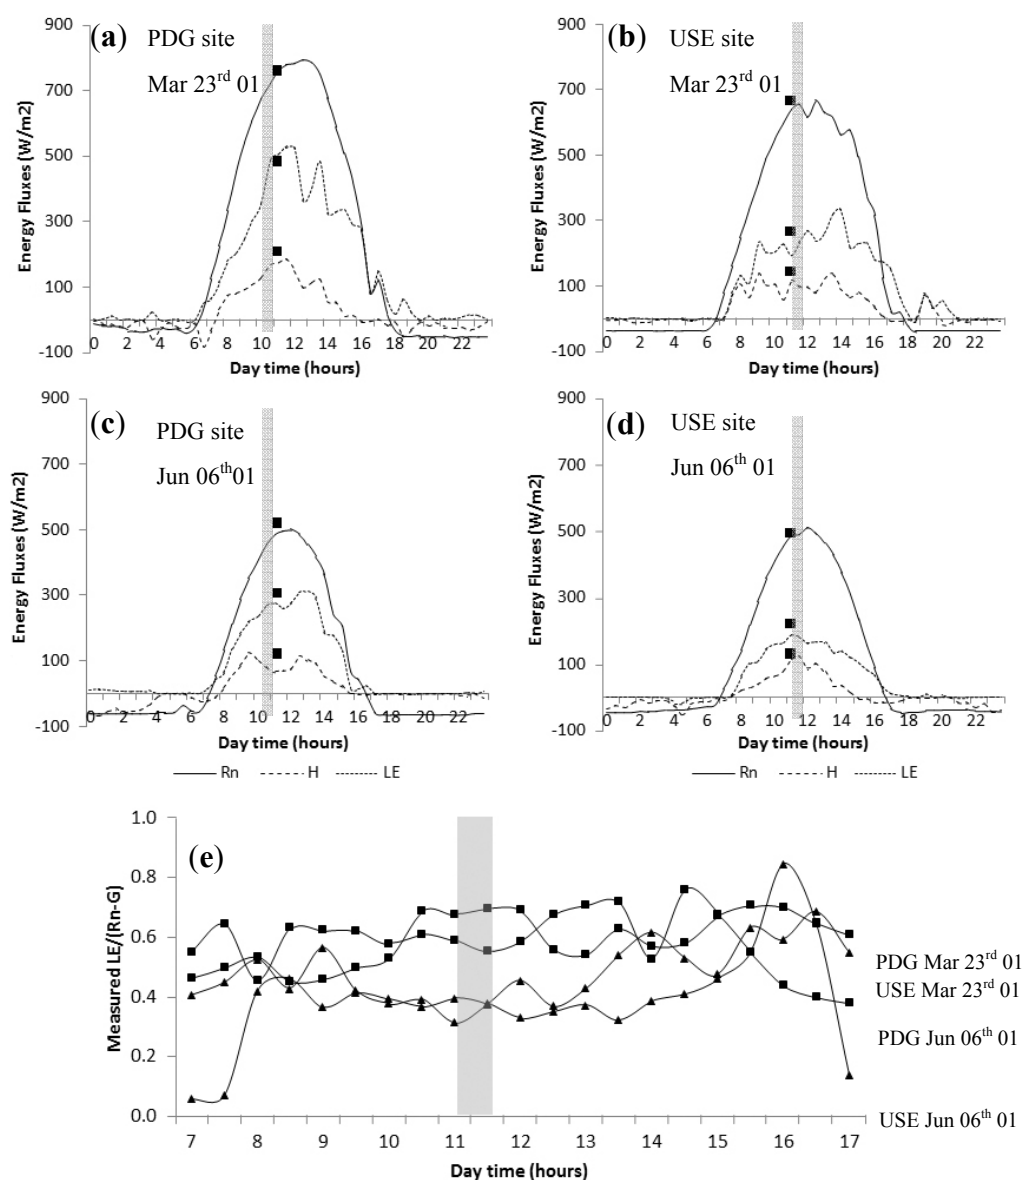 (a) PDG site
Mar 23rd 01
900
700
500
300
100
-100
Energy Fluxes (W/m2)
0 2 4 6 8 10 12 14 16 18 20 22
Day time (hours)
(b) USE site
Mar 23rd 01
900
700
500
300
100
-100
Energy Fluxes (W/m2)
0 2 4 6 8 10 12 14 16 18 20 22
Day time (hours)
(c) PDG site
Jun 06th01
900
700
500
300
100
-100
Energy Fluxes (W/m2)
0 2 4 6 8 10 12 14 16 18 20 22
Day time (hours)
Rn H LE
(d) USE site
Jun 06th 01
900
700
500
300
100
-100
Energy Fluxes (W/m2)
0 2 4 6 8 10 12 14 16 18 20 22
Day time (hours)
Rn H LE
(e)
1.0
0.8
0.6
0.4
0.2
0.0
Measured LE/(Rn-G)
7 8 9 10 11 12 13 14 15 16 17
Day time (hours)
PDG Mar 23rd 01
USE Mar 23rd 01
PDG Jun 06th 01
USE Jun 06th 01